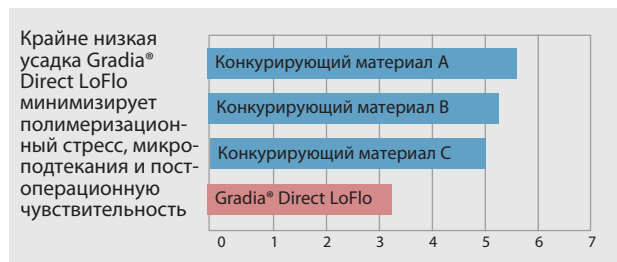 Крайне низкая
усадка Gradia®
Direct LoFlo
минимизирует
полимеризацион-
ный стресс, микро-
подтекания и пост-
операционную
чувствительность
Конкурирующий материал А
Конкурирующий материал В
Конкурирующий материал С
Gradia® Direct LoFlo
0 1 2 3 4 5 6 7